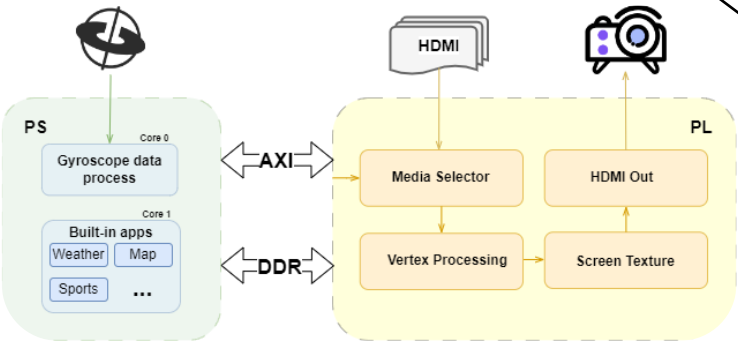 HDMI
PS
PL
Core 0
Gyroscope data
process
AXI
Media Selector
HDMI Out
Core 1
Built-in apps
Weather
Map
Sports
...
DDR
Vertex Processing
Screen Texture